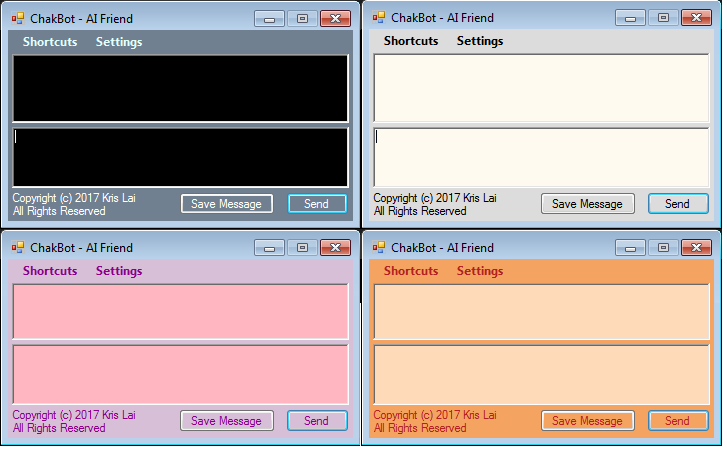 ChakBot - AI Friend
Shortcuts Settings
Copyright (c) 2017 Kris Lai
All Rights Reserved
Save Message Send
ChakBot - AI Friend
Shortcuts Settings
Copyright (c) 2017 Kris Lai
All Rights Reserved
Save Message Send
ChakBot - AI Friend
Shortcuts Settings
Copyright (c) 2017 Kris Lai
All Rights Reserved
Save Message Send
ChakBot - AI Friend
Shortcuts Settings
Copyright (c) 2017 Kris Lai
All Rights Reserved
Save Message Send